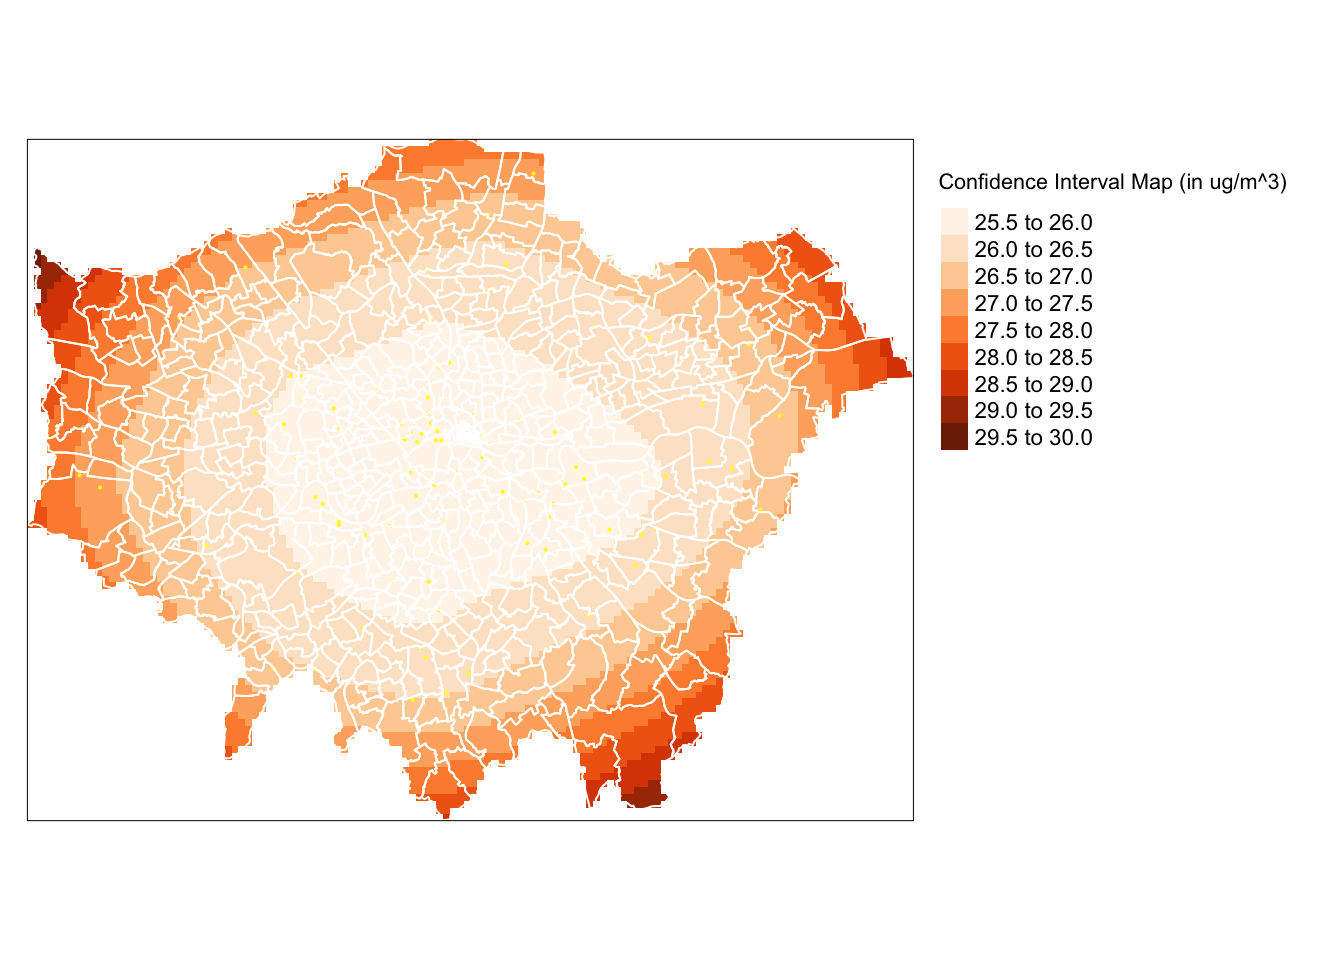 Confidence Interval Map (in ug/m^3)
25.5 to 26.0
26.0 to 26.5
26.5 to 27.0
27.0 to 27.5
27.5 to 28.0
28.0 to 28.5
28.5 to 29.0
29.0 to 29.5
29.5 to 30.0